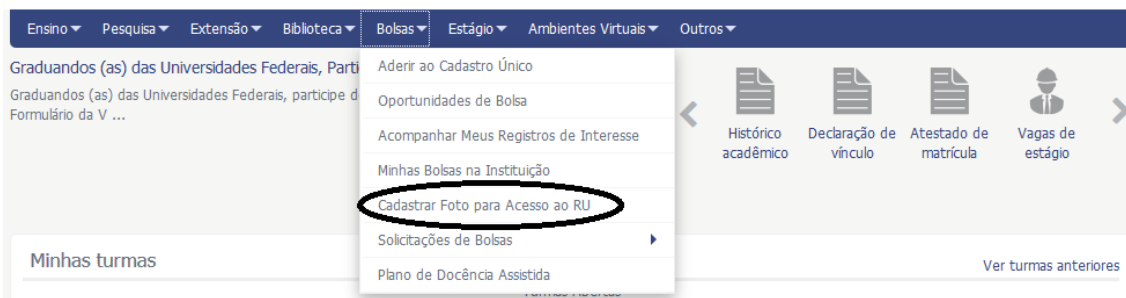 Ensino Pesquisa Extensão Biblioteca Bolsas Estágio Ambientes Virtuais Outros
Graduandos (as) das Universidades Federais, Parti
Graduandos (as) das Universidades Federais, participe d
Formulário da V ...
Aderir ao Cadastro Único
Oportunidades de Bolsa
Acompanhar Meus Registros de Interesse
Minhas Bolsas na Instituição
Cadastrar Foto para Acesso ao RU
Solicitações de Bolsas
Plano de Docência Assistida
Histórico
acadêmico
Declaração de
vínculo
Atestado de
matrícula
Vagas de
estágio
Minhas turmas
Ver turmas anteriores